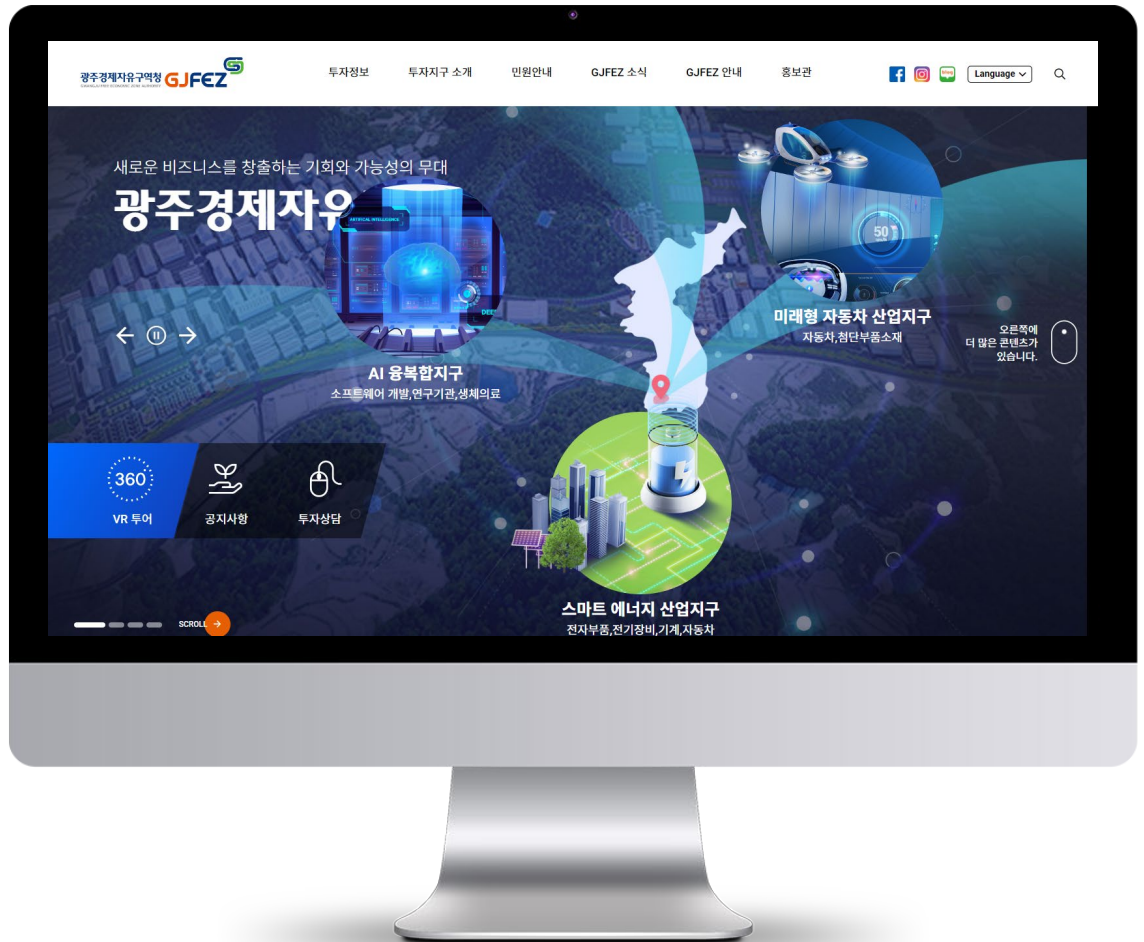 광주경제자유구역청 GJFEZ
투자정보
투자지구 소개
민원안내
GJFEZ 소식
GJFEZ 안내
홍보관
Language
새로운 비즈니스를 창출하는 기회와 가능성의 무대
광주경제자유
ARTIFICAL INTELLIGENCE
DEE
AI 융복합지구
소프트웨어 개발,연구기관,생체의료
50
미래형 자동차 산업지구
자동차,첨단부품소재
오른쪽에
더 많은 콘텐츠가
있습니다.
360
VR 투어
공지사항
투자상담
스마트 에너지 산업지구
전자부품,전기장비,기계,자동차
SCROLL